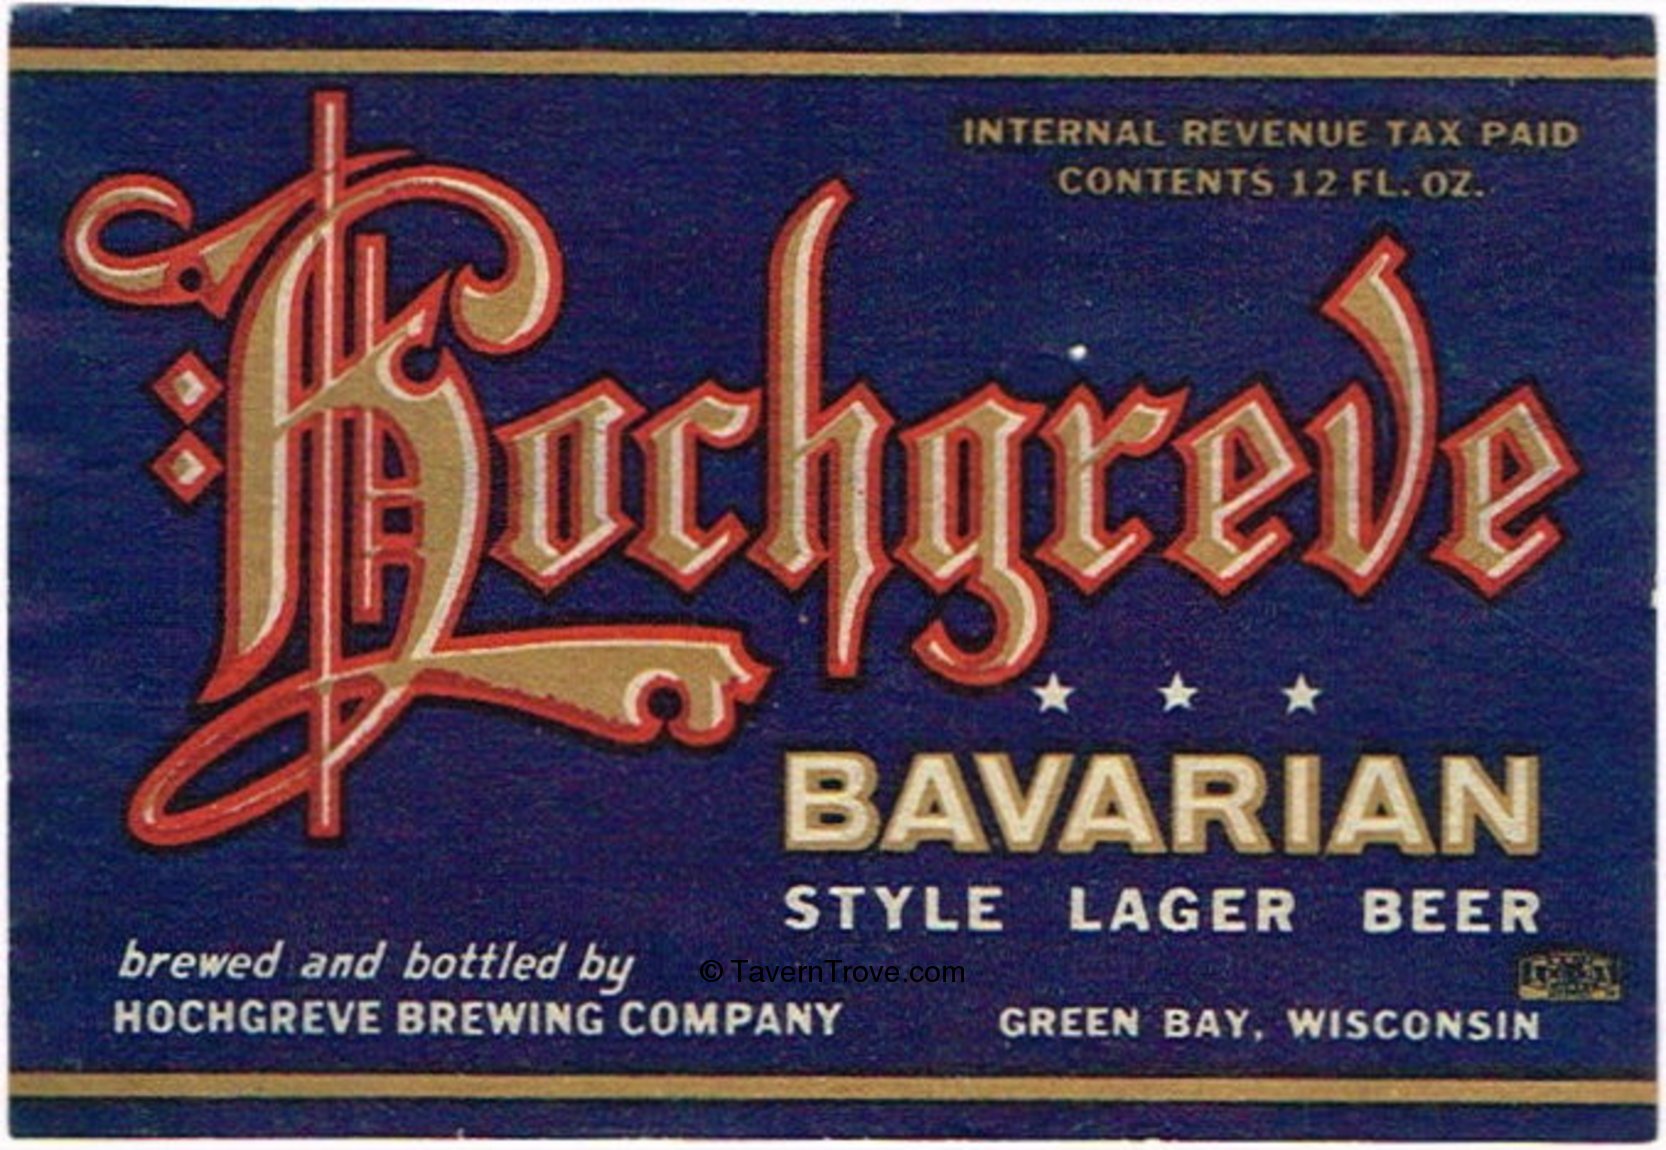 INTERNAL REVENUE TAX PAID
CONTENTS 12 FL. OZ.
Hochgreve
BAVARIAN
STYLE LAGER BEER
brewed and bottled by
HOCHGREVE BREWING COMPANY
GREEN BAY, WISCONSIN
© TavernTrove.com